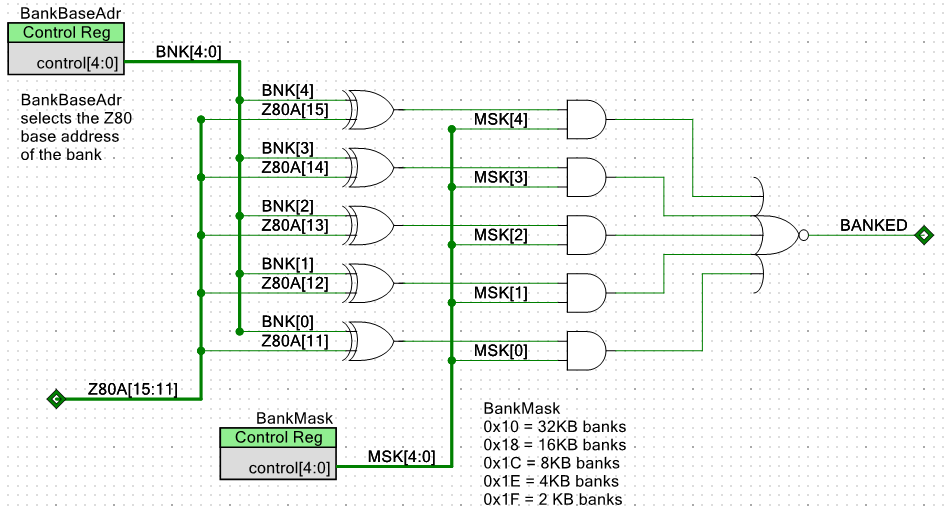 BankBaseAdr
Control Reg
control[4:0]
BNK[4:0]
BankBaseAdr
selects the Z80
base address
of the bank
BNK[4]
Z80A[15]
MSK[4]
BNK[3]
Z80A[14]
MSK[3]
BNK[2]
Z80A[13]
MSK[2]
BNK[1]
Z80A[12]
MSK[1]
BNK[0]
Z80A[11]
MSK[0]
BANKED
Z80A[15:11]
BankMask
Control Reg
control[4:0]
MSK[4:0]
BankMask
0x10 = 32KB banks
0x18 = 16KB banks
0x1C = 8KB banks
0x1E = 4KB banks
0x1F = 2 KB banks